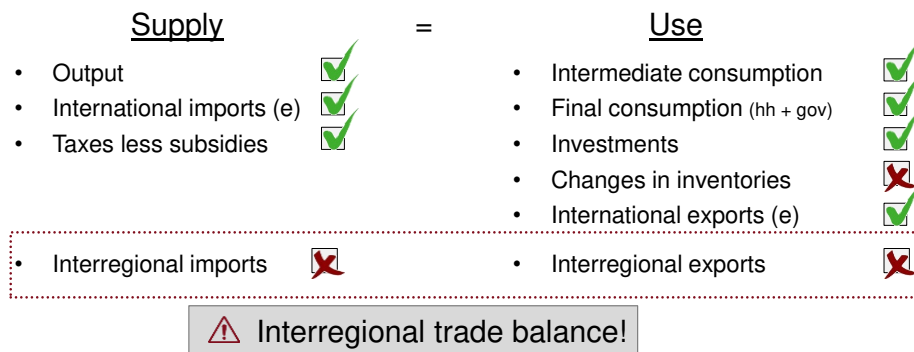 Supply = Use
• Output
• International imports (e)
• Taxes less subsidies
• Intermediate consumption
• Final consumption (hh + gov)
• Investments
• Changes in inventories
• International exports (e)
• Interregional imports
• Interregional exports
Interregional trade balance!